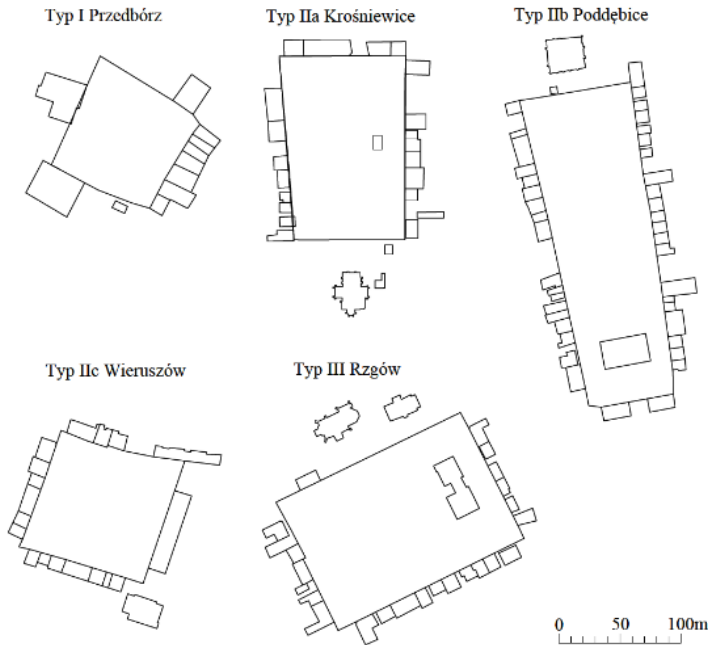 Typ I Przedbórz
Typ IIa Krośniewice
Typ IIb Poddębice
Typ IIc Wieruszów
Typ III Rzgów
0 50 100m